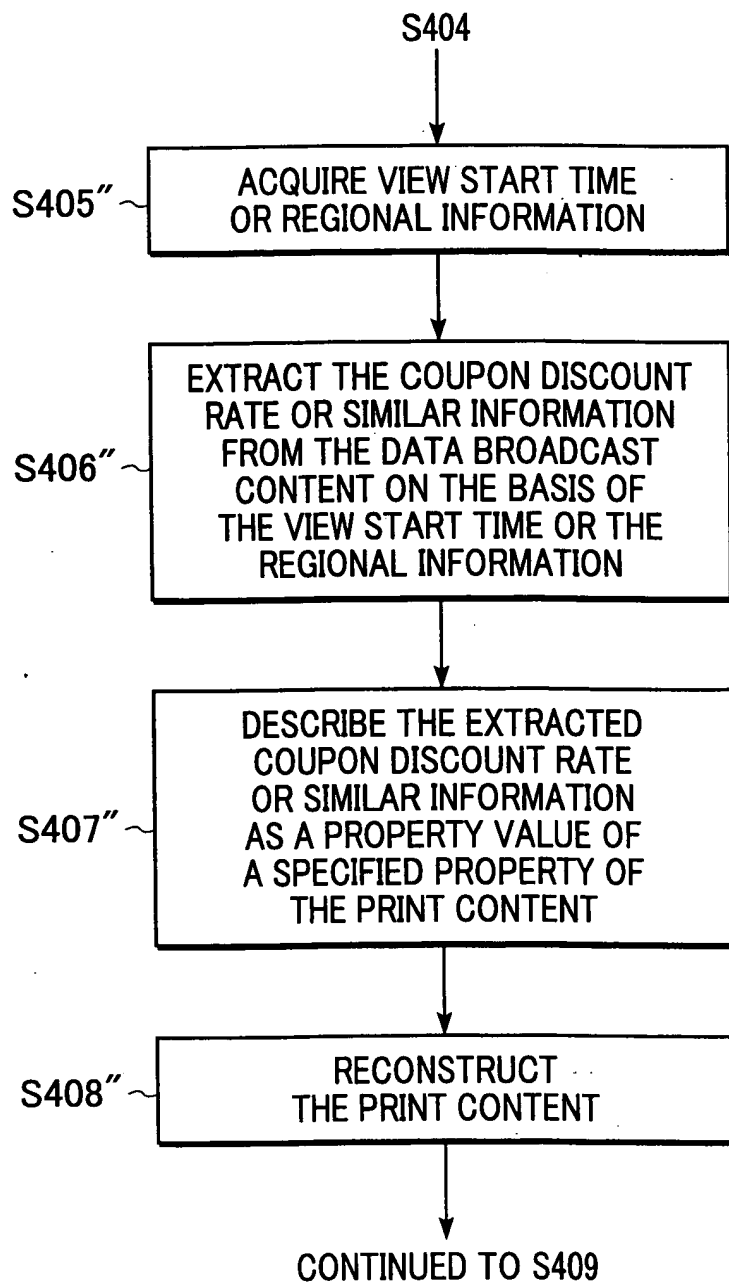 S404
S405"
ACQUIRE VIEW START TIME
OR REGIONAL INFORMATION
S406"
EXTRACT THE COUPON DISCOUNT
RATE OR SIMILAR INFORMATION
FROM THE DATA BROADCAST
CONTENT ON THE BASIS OF
THE VIEW START TIME OR THE
REGIONAL INFORMATION
S407"
DESCRIBE THE EXTRACTED
COUPON DISCOUNT RATE
OR SIMILAR INFORMATION
AS A PROPERTY VALUE OF
A SPECIFIED PROPERTY OF
THE PRINT CONTENT
S408"
RECONSTRUCT
THE PRINT CONTENT
CONTINUED TO S409